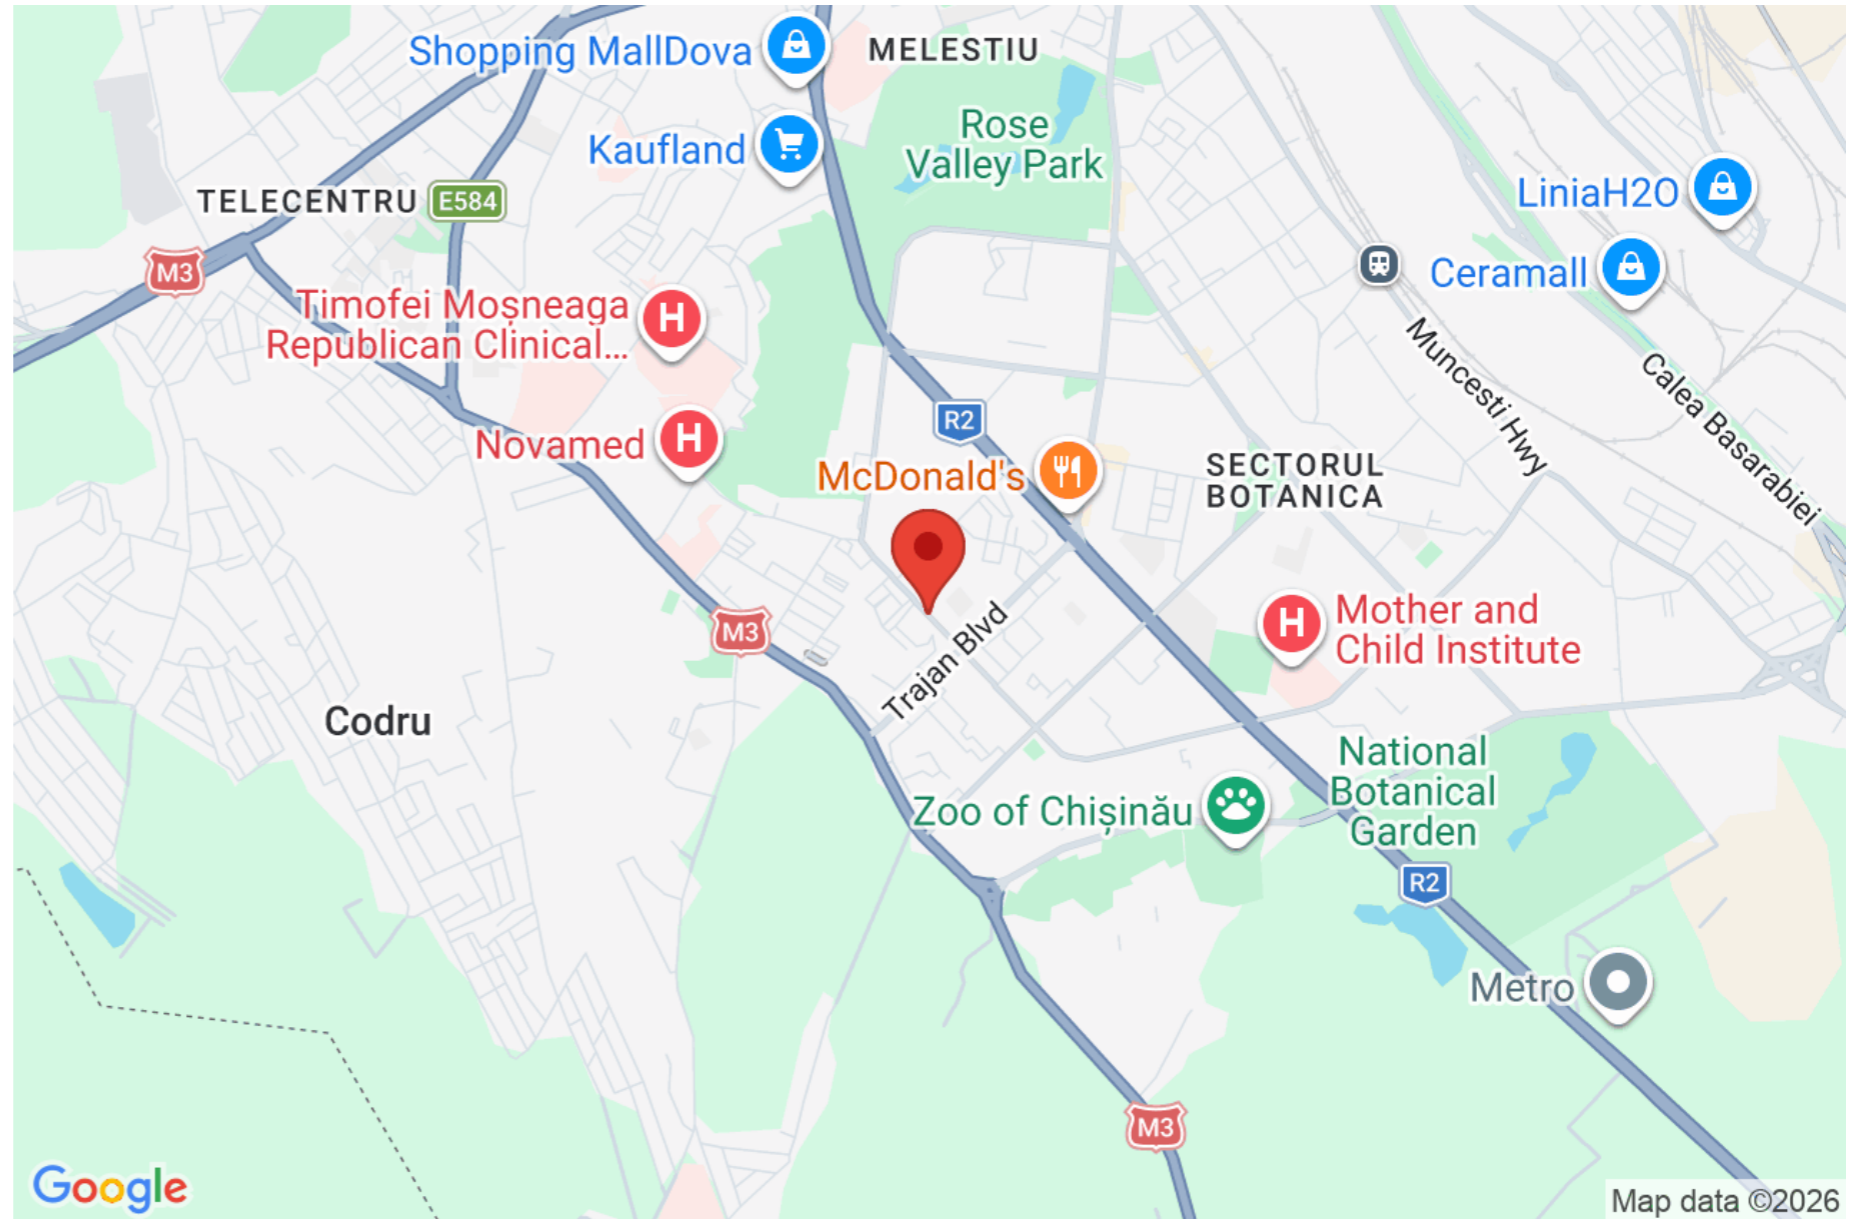 Shopping MallDova
MELESTIU
Rose
Valley Park
Kaufland
TELECENTRU
E584
LiniaH2O
M3
Ceramall
Timofei Moșneaga
Republican Clinical...
Muncesti Hwy
Calea Basarabiei
R2
Novamed
McDonald's
SECTORUL
BOTANICA
M3
Mother and
Child Institute
Trajan Blvd
Codru
National
Botanical
Garden
Zoo of Chișinău
R2
Metro
M3
Google
Map data ©2026